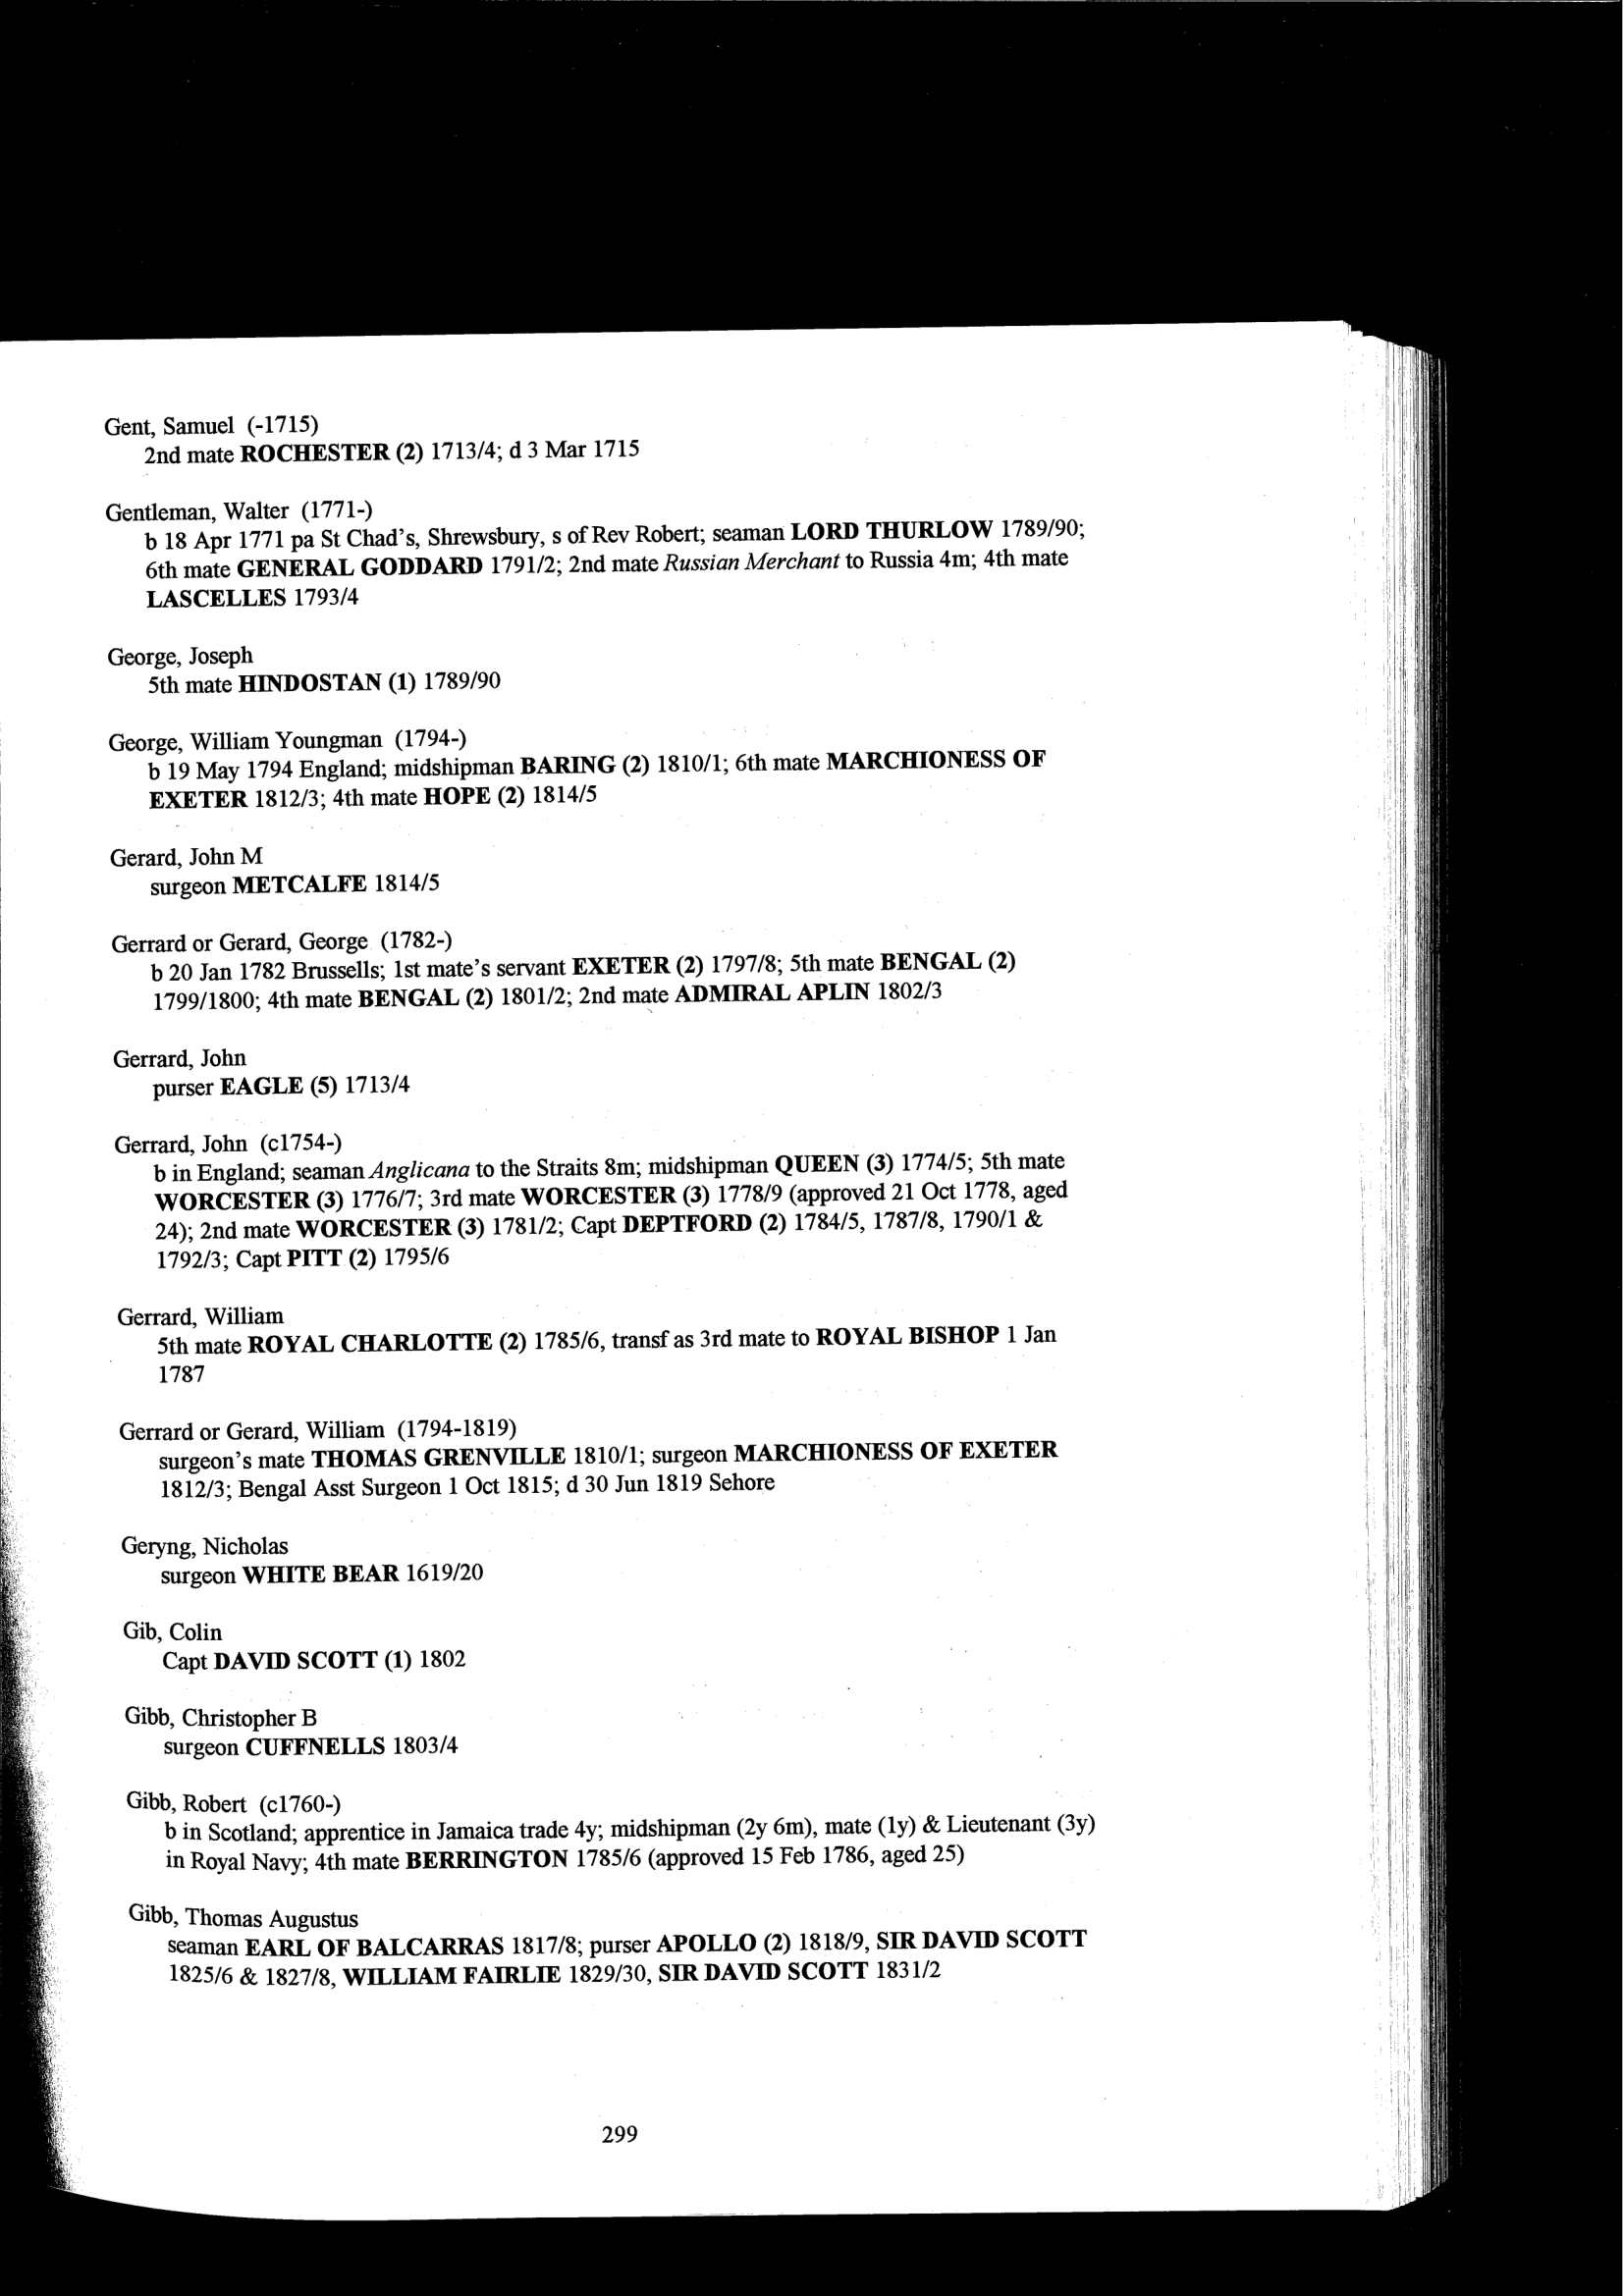 Gent, Samuel (-1715)
2nd mate ROCHESTER (2) 1713/4; d 3 Mar 1715
Gentleman, Walter (1771-)
b 18 Apr 1771 pa St Chad's, Shrewsbury, s of Rev Robert; seaman LORD THURLOW 1789/90;
6th mate GENERAL GODDARD 1791/2; 2nd mate Russian Merchant to Russia 4m; 4th mate
LASCELLES 1793/4
George, Joseph
5th mate HINDOSTAN (1) 1789/90
George, William Youngman (1794-)
b 19 May 1794 England; midshipman BARING (2) 1810/1; 6th mate MARCHIONESS OF
EXETER 1812/3; 4th mate HOPE (2) 1814/5
Gerard, John M
surgeon METCALFE 1814/5
Gerrard or Gerard, George (1782-)
b 20 Jan 1782 Brussells; 1st mate's servant EXETER (2) 1797/8; 5th mate BENGAL (2)
1799/1800; 4th mate BENGAL (2) 1801/2; 2nd mate ADMIRAL APLIN 1802/3
Gerrard, John
purser EAGLE (5) 1713/4
Gerrard, John (c1754-)
b in England; seaman Anglicana to the Straits 8m; midshipman QUEEN (3) 1774/5; 5th mate
WORCESTER (3) 1776/7; 3rd mate WORCESTER (3) 1778/9 (approved 21 Oct 1778, aged
24); 2nd mate WORCESTER (3) 1781/2; Capt DEPTFORD (2) 1784/5, 1787/8, 1790/1 &
1792/3; Capt PITT (2) 1795/6
Gerrard, William
5th mate ROYAL CHARLOTTE (2) 1785/6, transf as 3rd mate to ROYAL BISHOP 1 Jan
1787
Gerrard or Gerard, William (1794-1819)
surgeon's mate THOMAS GRENVILLE 1810/1; surgeon MARCHIONESS OF EXETER
1812/3; Bengal Asst Surgeon 1 Oct 1815; d 30 Jun 1819 Sehore
Geryng, Nicholas
surgeon WHITE BEAR 1619/20
Gib, Colin
Capt DAVID SCOTT (1) 1802
Gibb, Christopher B
surgeon CUFFNELLS 1803/4
Gibb, Robert (c1760-)
b in Scotland; apprentice in Jamaica trade 4y; midshipman (2y 6m), mate (1y) & Lieutenant (3y)
in Royal Navy; 4th mate BERRINGTON 1785/6 (approved 15 Feb 1786, aged 25)
Gibb, Thomas Augustus
seaman EARL OF BALCARRAS 1817/8; purser APOLLO (2) 1818/9, SIR DAVID SCOTT
1825/6 & 1827/8, WILLIAM FAIRLIE 1829/30, SIR DAVID SCOTT 1831/2
299